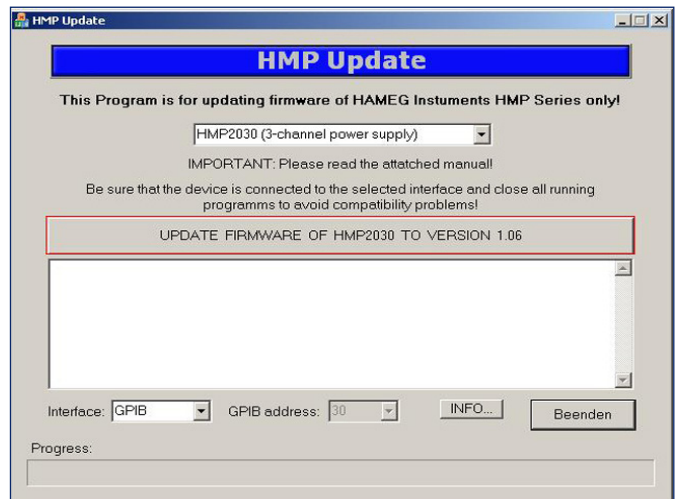 HMP Update
HMP Update
This Program is for updating firmware of HAMEG Instuments HMP Series only!
HMP2030 (3-channel power supply)
IMPORTANT: Please read the attatched manual!
Be sure that the device is connected to the selected interface and close all running
programms to avoid compatibility problems!
UPDATE FIRMWARE OF HMP2030 TO VERSION 1.06
Interface: GPIB GPIB address: 30 INFO... Beenden
Progress: